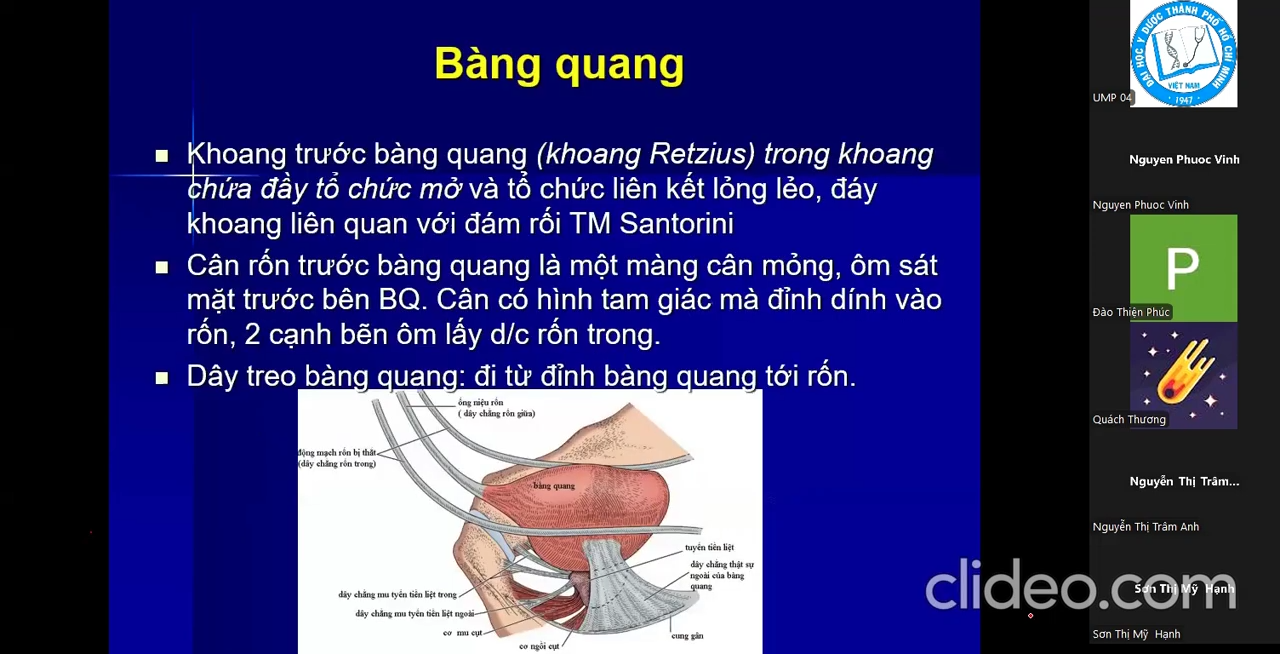 Bàng quang
Khoang trước bàng quang (khoang Retzius) trong khoang
chứa đầy tổ chức mở và tổ chức liên kết lỏng lẻo, đáy
khoang liên quan với đám rối TM Santorini
Cân rốn trước bàng quang là một màng cân mỏng, ôm sát
mặt trước bên BQ. Cân có hình tam giác mà đỉnh dính vào
rốn, 2 cạnh bẽn ôm lấy d/c rốn trong.
Dây treo bàng quang: đi từ đỉnh bàng quang tới rốn.
ống niệu rốn
( dây chằng rốn giữa)
động mạch rốn bị thắt
(dây chằng rốn trong)
bàng quang
tuyến tiền liệt
dây chằng thật sự
ngoài của bàng
quang
dây chằng mu tyến tiền liệt trong
dây chằng mu tyến tiền liệt ngoài
cơ mu cụt
cơ ngồi cụt
cung gân
ĐẠI HỌC Y DƯỢC THÀNH PHỐ HỒ CHÍ MINH
VIỆT NAM
1947
UMP 04
Nguyen Phuoc Vinh
Nguyen Phuoc Vinh
P
Đào Thiện Phúc
Quách Thương
Nguyễn Thị Trâm...
Nguyễn Thị Trâm Anh
Sơn Thị Mỹ Hạnh
Sơn Thị Mỹ Hạnh
clideo.com